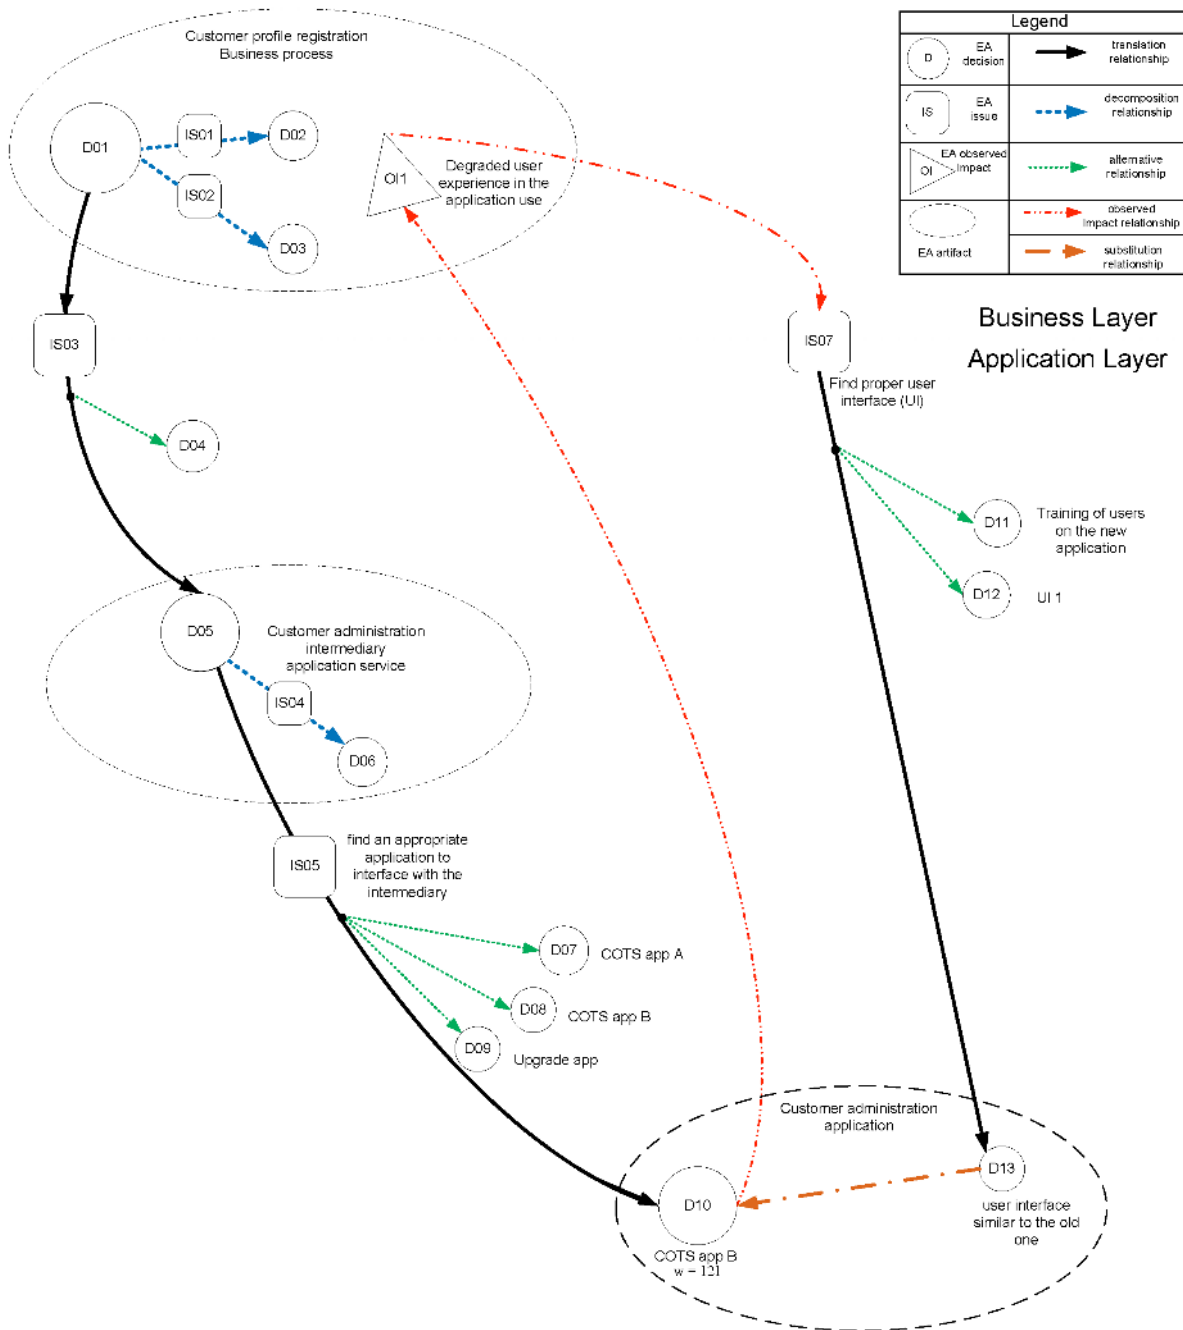 Customer profile registration
Business process
D01
IS01
D02
IS02
D03
OI1
Degraded user
experience in the
application use
Legend
D
EA
decision
translation
relationship
IS
EA
issue
decomposition
relationship
OI
EA observed
impact
alternative
relationship
EA artifact
observed
impact relationship
substitution
relationship
Business Layer
Application Layer
IS03
IS07
Find proper user
interface (UI)
D04
D11
Training of users
on the new
application
D12
UI 1
D05
Customer administration
intermediary
application service
IS04
D06
IS05
find an appropriate
application to
interface with the
intermediary
D07
COTS app A
D08
COTS app B
D09
Upgrade app
Customer administration
application
D10
COTS app B
w = 121
D13
user interface
similar to the old
one